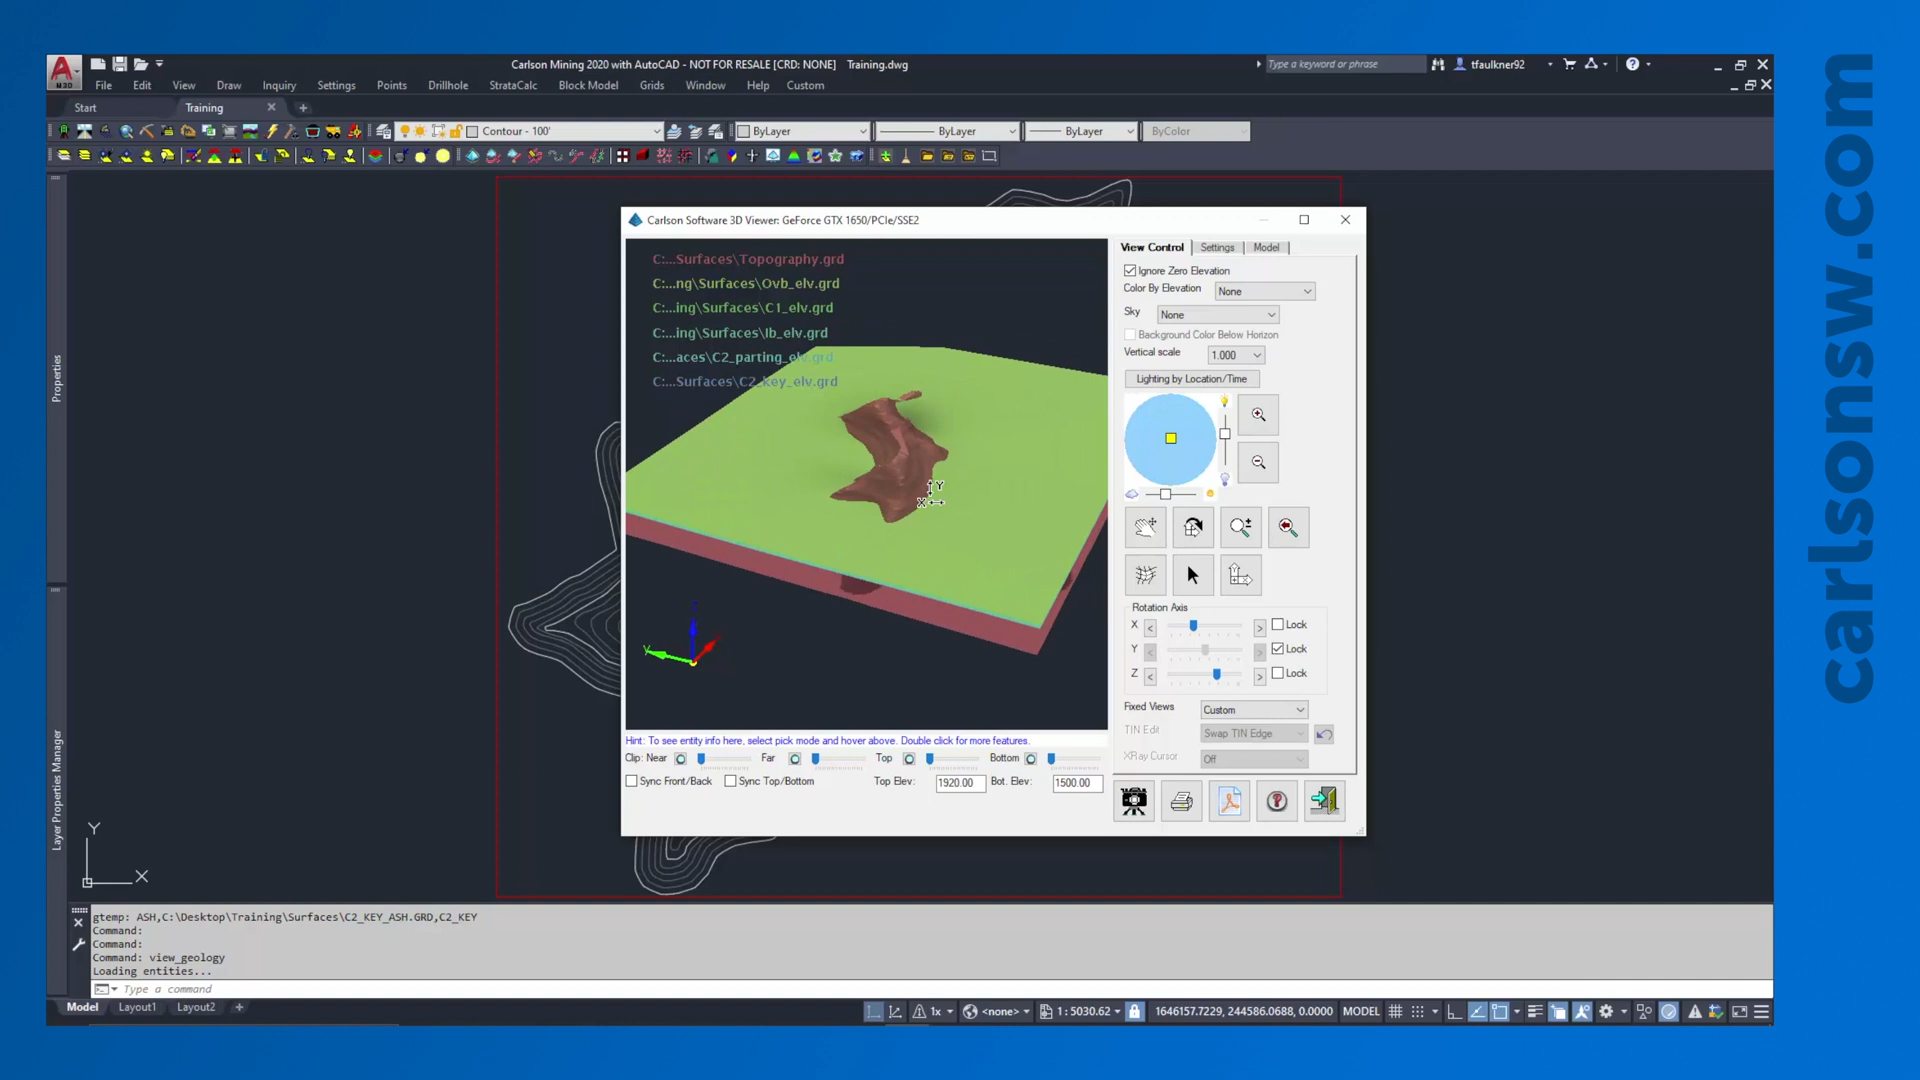 carlsonsw.com
Carlson Mining 2020 with AutoCAD - NOT FOR RESALE [CRD: NONE] Training.dwg
Type a keyword or phrase
tfaulkner92
M3D
File Edit View Draw Inquiry Settings Points Drillhole StrataCalc Block Model Grids Window Help Custom
Start
Training
Contour - 100'
ByLayer
ByLayer
ByLayer
ByColor
Carlson Software 3D Viewer: GeForce GTX 1650/PCIe/SSE2
C:...Surfaces\Topography.grd
C:...ng\Surfaces\Ovb_elv.grd
C:...ing\Surfaces\C1_elv.grd
C:...ing\Surfaces\Ib_elv.grd
C:...aces\C2_parting_elv.grd
C:...Surfaces\C2_key_elv.grd
View Control Settings Model
Ignore Zero Elevation
Color By Elevation None
Sky None
Background Color Below Horizon
Vertical scale 1.000
Lighting by Location/Time
Rotation Axis
X < > Lock
Y < > Lock
Z < > Lock
Fixed Views Custom
TIN Edit Swap TIN Edge
XRay Cursor Off
Y
X
Z
Y
Hint: To see entity info here, select pick mode and hover above. Double click for more features.
Clip: Near Far Top Bottom
Sync Front/Back Sync Top/Bottom Top Elev: 1920.00 Bot. Elev: 1500.00
Properties
Layer Properties Manager
Y
X
gtemp: ASH,C:\Desktop\Training\Surfaces\C2_KEY_ASH.GRD,C2_KEY
Command:
Command:
Command: view_geology
Loading entities...
Type a command
Model Layout1 Layout2 +
1x <none> 1 : 5030.62 1646157.7229, 244586.0688, 0.0000 MODEL